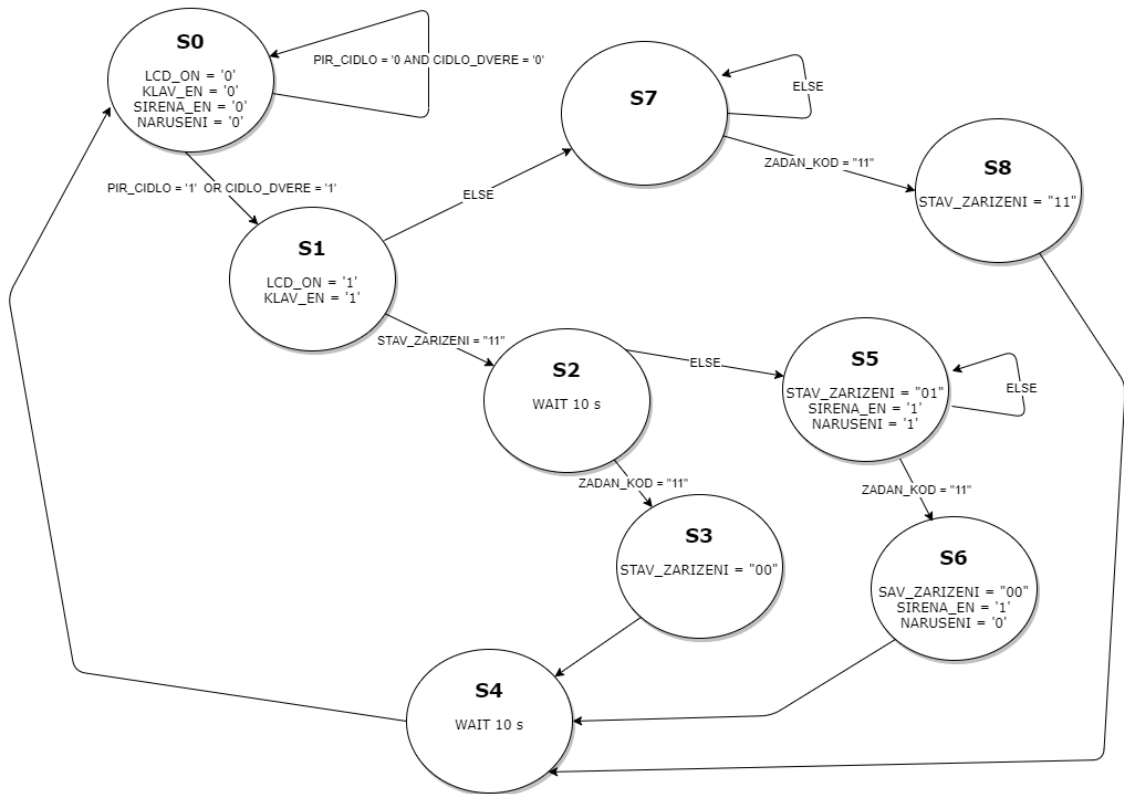 S0
LCD_ON = '0'
KLAV_EN = '0'
SIRENA_EN = '0'
NARUSENI = '0'
PIR_CIDLO = '0 AND CIDLO_DVERE = '0'
S7
ELSE
ZADAN_KOD = "11"
S8
STAV_ZARIZENI = "11"
PIR_CIDLO = '1' OR CIDLO_DVERE = '1'
ELSE
S1
LCD_ON = '1'
KLAV_EN = '1'
STAV_ZARIZENI = "11"
S2
WAIT 10 s
ELSE
S5
STAV_ZARIZENI = "01"
SIRENA_EN = '1'
NARUSENI = '1'
ELSE
ZADAN_KOD = "11"
ZADAN_KOD = "11"
S3
STAV_ZARIZENI = "00"
S6
SAV_ZARIZENI = "00"
SIRENA_EN = '1'
NARUSENI = '0'
S4
WAIT 10 s